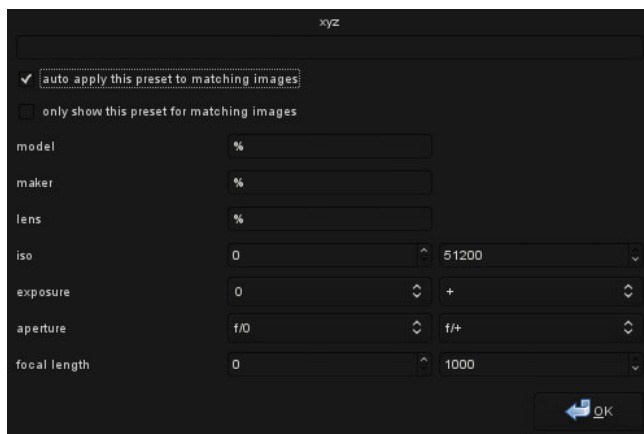 xyz
auto apply this preset to matching images
only show this preset for matching images
model %
maker %
lens %
iso 0 51200
exposure 0 +
aperture f/0 f/+
focal length 0 1000
OK